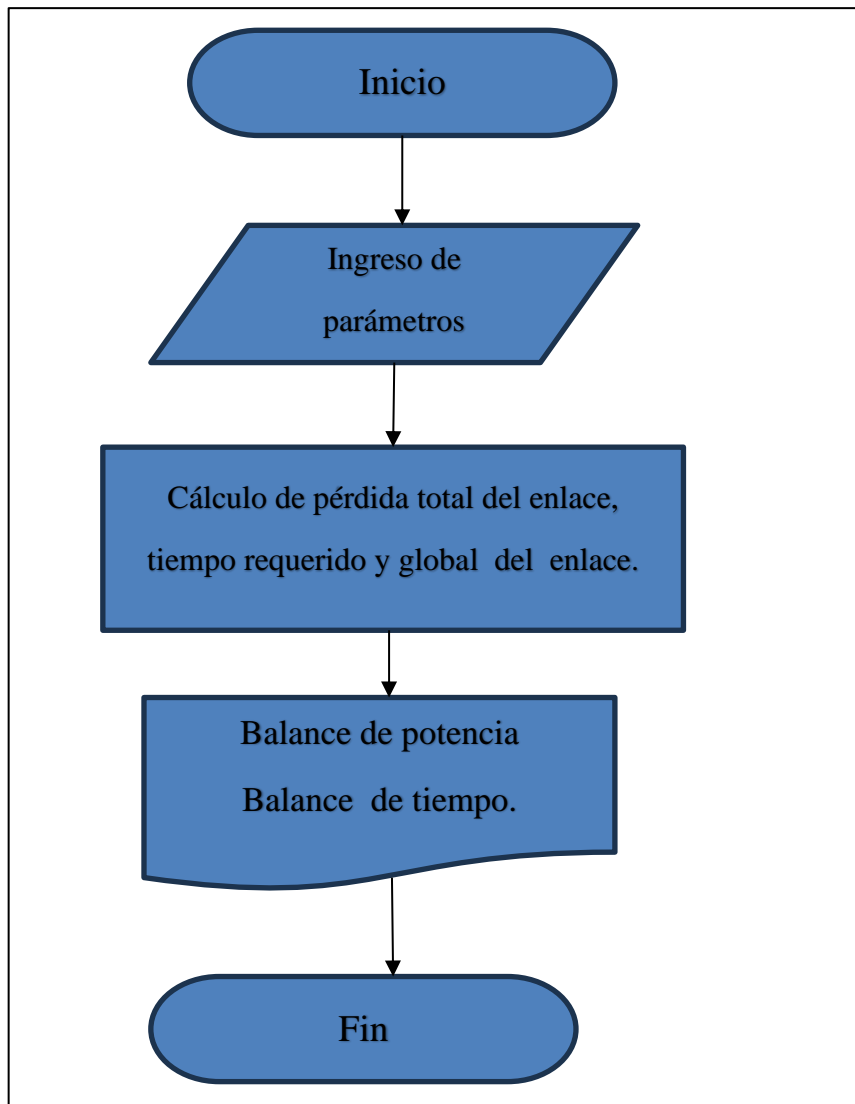 Inicio
Ingreso de
parámetros
Cálculo de pérdida total del enlace,
tiempo requerido y global del enlace.
Balance de potencia
Balance de tiempo.
Fin